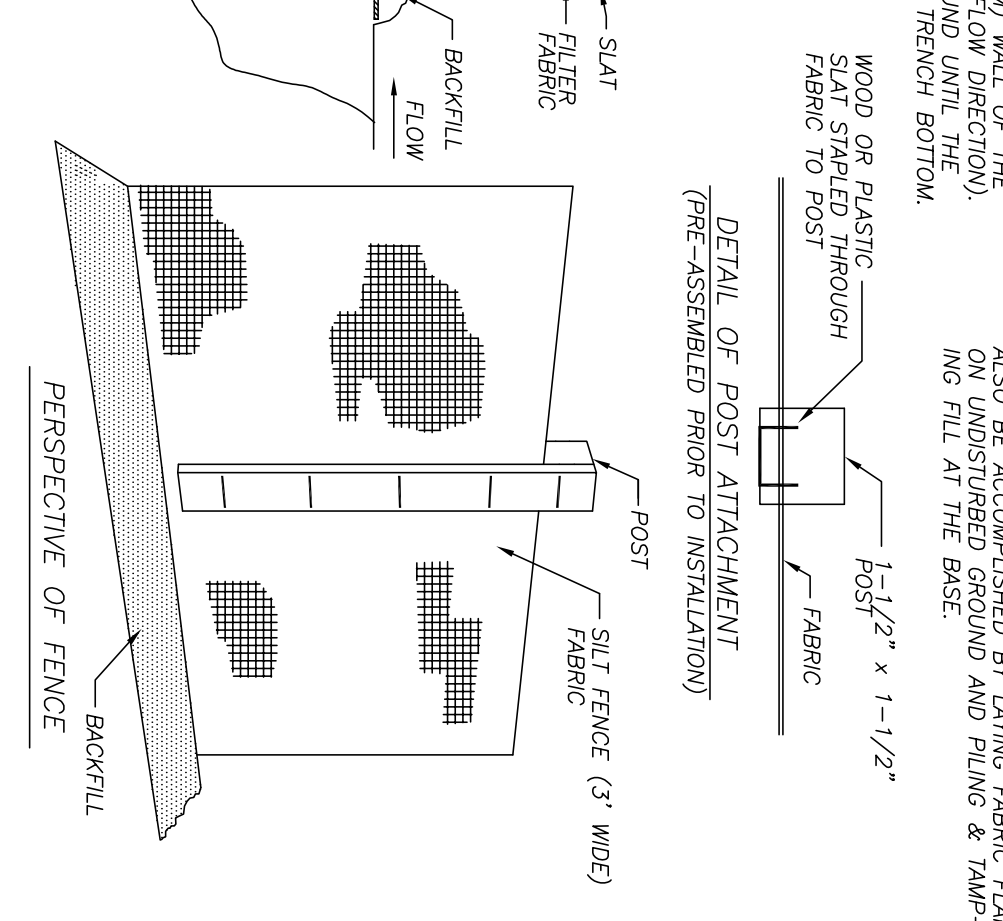 M) WALL OF THE
FLOW DIRECTION).
UND UNTIL THE
TRENCH BOTTOM.
ALSO BE ACCOMPLISHED BY LAYING FABRIC FLA
ON UNDISTURBED GROUND AND PILING & TAMP-
ING FILL AT THE BASE.
WOOD OR PLASTIC
SLAT STAPLED THROUGH
FABRIC TO POST
1-1/2" x 1-1/2"
POST
FABRIC
DETAIL OF POST ATTACHMENT
(PRE-ASSEMBLED PRIOR TO INSTALLATION)
SLAT
FILTER
FABRIC
BACKFILL
FLOW
POST
SILT FENCE (3' WIDE)
FABRIC
BACKFILL
PERSPECTIVE OF FENCE